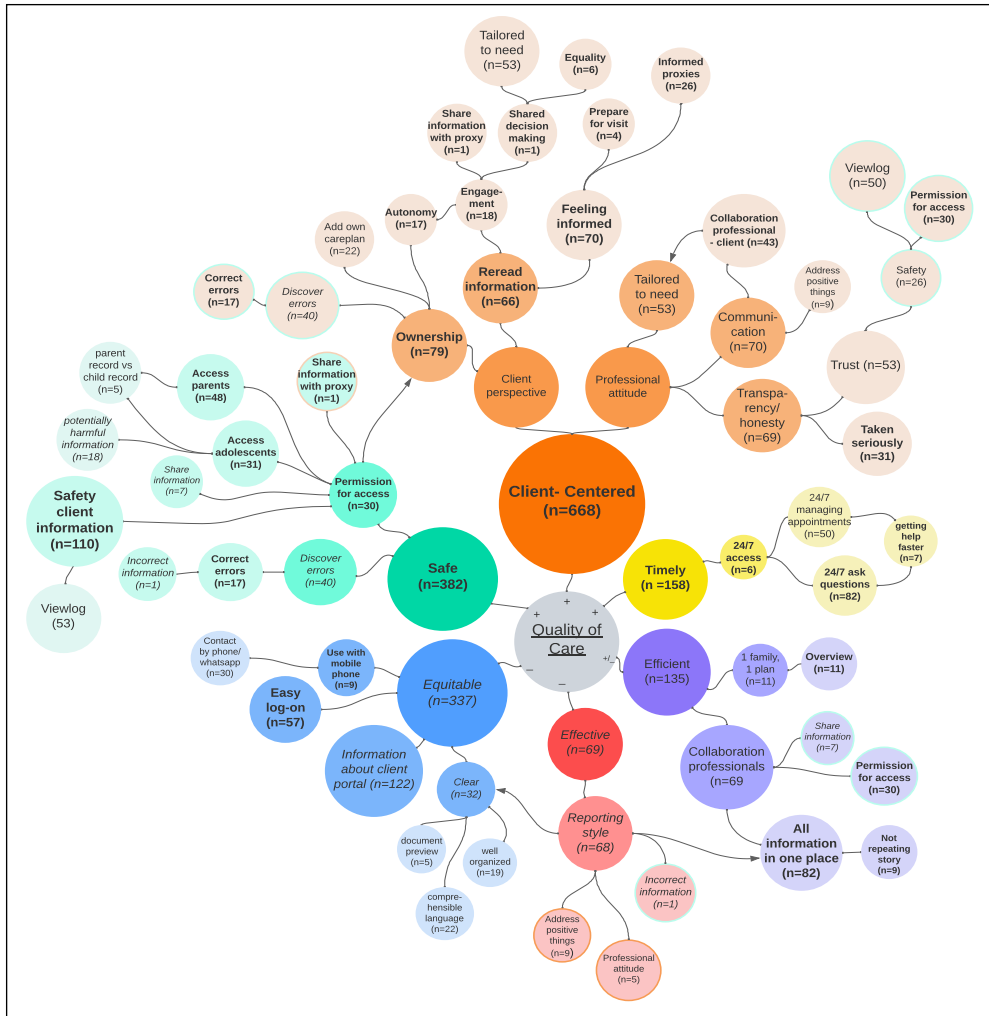 Tailored
to need
(n=53)
Equality
(n=6)
Informed
proxies
(n=26)
Share
information
with proxy
(n=1)
Shared
decision
making
(n=1)
Prepare
for visit
(n=4)
Viewlog
(n=50)
Permission
for access
(n=30)
Engage-
ment
(n=18)
Autonomy
(n=17)
Feeling
informed
(n=70)
Collaboration
professional
- client (n=43)
Add own
careplan
(n=22)
Safety
(n=26)
Correct
errors
(n=17)
Discover
errors
(n=40)
Reread
information
(n=66)
Tailored
to need
(n=53)
Address
positive
things
(n=9)
Communi-
cation
(n=70)
Ownership
(n=79)
Trust (n=53)
parent
record vs
child record
(n=5)
Access
parents
(n=48)
Share
information
with proxy
(n=1)
Client
perspective
Professional
attitude
Transpa-
rency/
honesty
(n=69)
Taken
seriously
(n=31)
potentially
harmful
information
(n=18)
Access
adolescents
(n=31)
Share
information
(n=7)
Permission
for access
(n=30)
Client- Centered
(n=668)
Safety
client
information
(n=110)
24/7
managing
appointments
(n=50)
getting
help
faster
(n=7)
Incorrect
information
(n=1)
Correct
errors
(n=17)
Discover
errors
(n=40)
Safe
(n=382)
Timely
(n =158)
24/7
access
(n=6)
24/7 ask
questions
(n=82)
Viewlog
(53)
+
+
+
Quality of
Care
+/_
_
_
Contact
by phone/
whatsapp
(n=30)
Use with
mobile
phone
(n=9)
Equitable
(n=337)
Efficient
(n=135)
1 family,
1 plan
(n=11)
Overview
(n=11)
Easy
log-on
(n=57)
Information
about client
portal (n=122)
Effective
(n=69)
Collaboration
professionals
(n=69
Share
information
(n=7)
Permission
for access
(n=30)
Clear
(n=32)
Reporting
style
(n=68)
All
information
in one place
(n=82)
Not
repeating
story
(n=9)
document
preview
(n=5)
well
organized
(n=19)
compre-
hensible
language
(n=22)
Incorrect
information
(n=1)
Address
positive
things
(n=9)
Professional
attitude
(n=5)